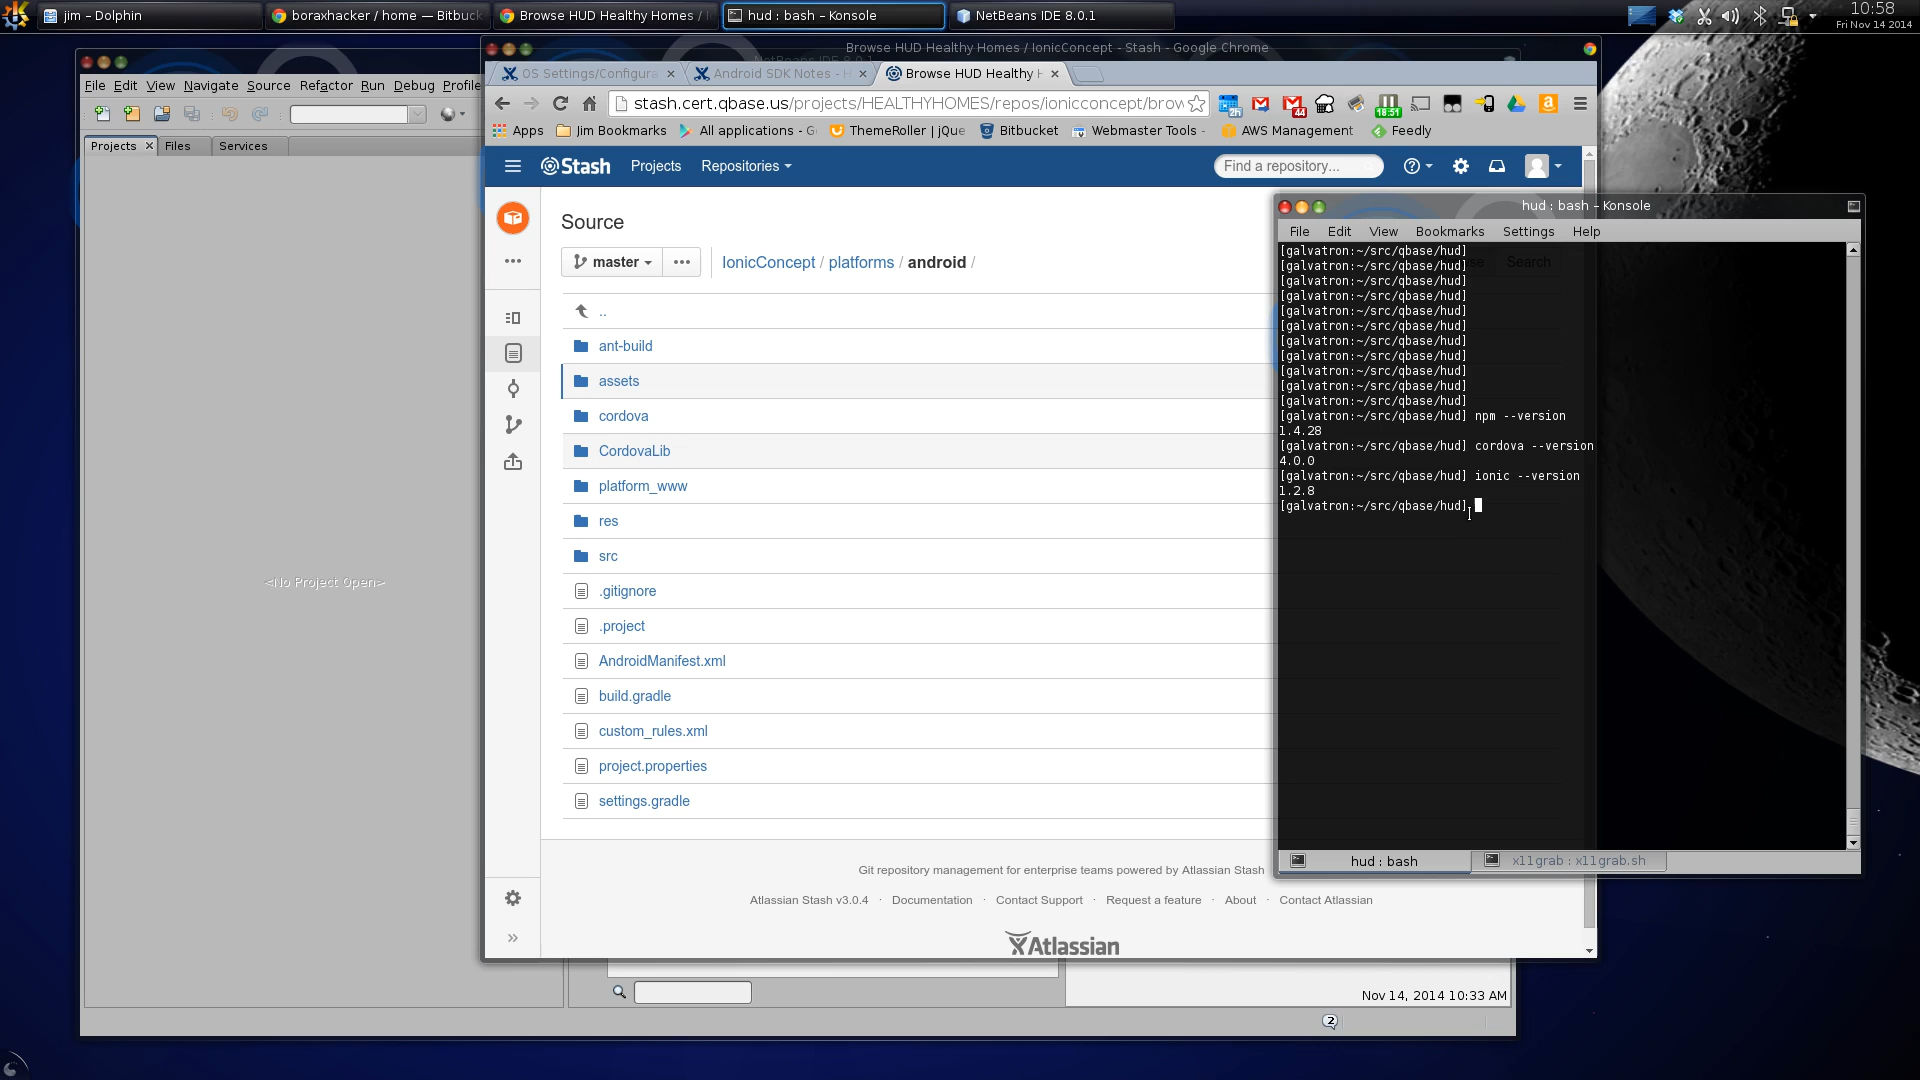 jim – Dolphin
boraxhacker / home — Bitbuck
Browse HUD Healthy Homes /
hud : bash – Konsole
NetBeans IDE 8.0.1
10:58
Fri Nov 14 2014
File Edit View Navigate Source Refactor Run Debug Profile
Projects
Files
Services
<No Project Open>
Browse HUD Healthy Homes / IonicConcept - Stash - Google Chrome
OS Settings/Configura
Android SDK Notes - H
Browse HUD Healthy H
stash.cert.qbase.us/projects/HEALTHYHOMES/repos/ionicconcept/brow
2h
44
18:51
Apps
Jim Bookmarks
All applications - G
ThemeRoller | jQue
Bitbucket
Webmaster Tools -
AWS Management
Feedly
Stash
Projects
Repositories
Find a repository...
Source
master
IonicConcept / platforms / android /
Search
..
ant-build
assets
cordova
CordovaLib
platform_www
res
src
.gitignore
.project
AndroidManifest.xml
build.gradle
custom_rules.xml
project.properties
settings.gradle
Git repository management for enterprise teams powered by Atlassian Stash
Atlassian Stash v3.0.4 · Documentation · Contact Support · Request a feature · About · Contact Atlassian
Atlassian
Nov 14, 2014 10:33 AM
2
hud : bash – Konsole
File Edit View Bookmarks Settings Help
[galvatron:~/src/qbase/hud]
[galvatron:~/src/qbase/hud]
[galvatron:~/src/qbase/hud]
[galvatron:~/src/qbase/hud]
[galvatron:~/src/qbase/hud]
[galvatron:~/src/qbase/hud]
[galvatron:~/src/qbase/hud]
[galvatron:~/src/qbase/hud]
[galvatron:~/src/qbase/hud]
[galvatron:~/src/qbase/hud]
[galvatron:~/src/qbase/hud]
[galvatron:~/src/qbase/hud] npm --version
1.4.28
[galvatron:~/src/qbase/hud] cordova --version
4.0.0
[galvatron:~/src/qbase/hud] ionic --version
1.2.8
[galvatron:~/src/qbase/hud]
hud : bash
x11grab : x11grab.sh